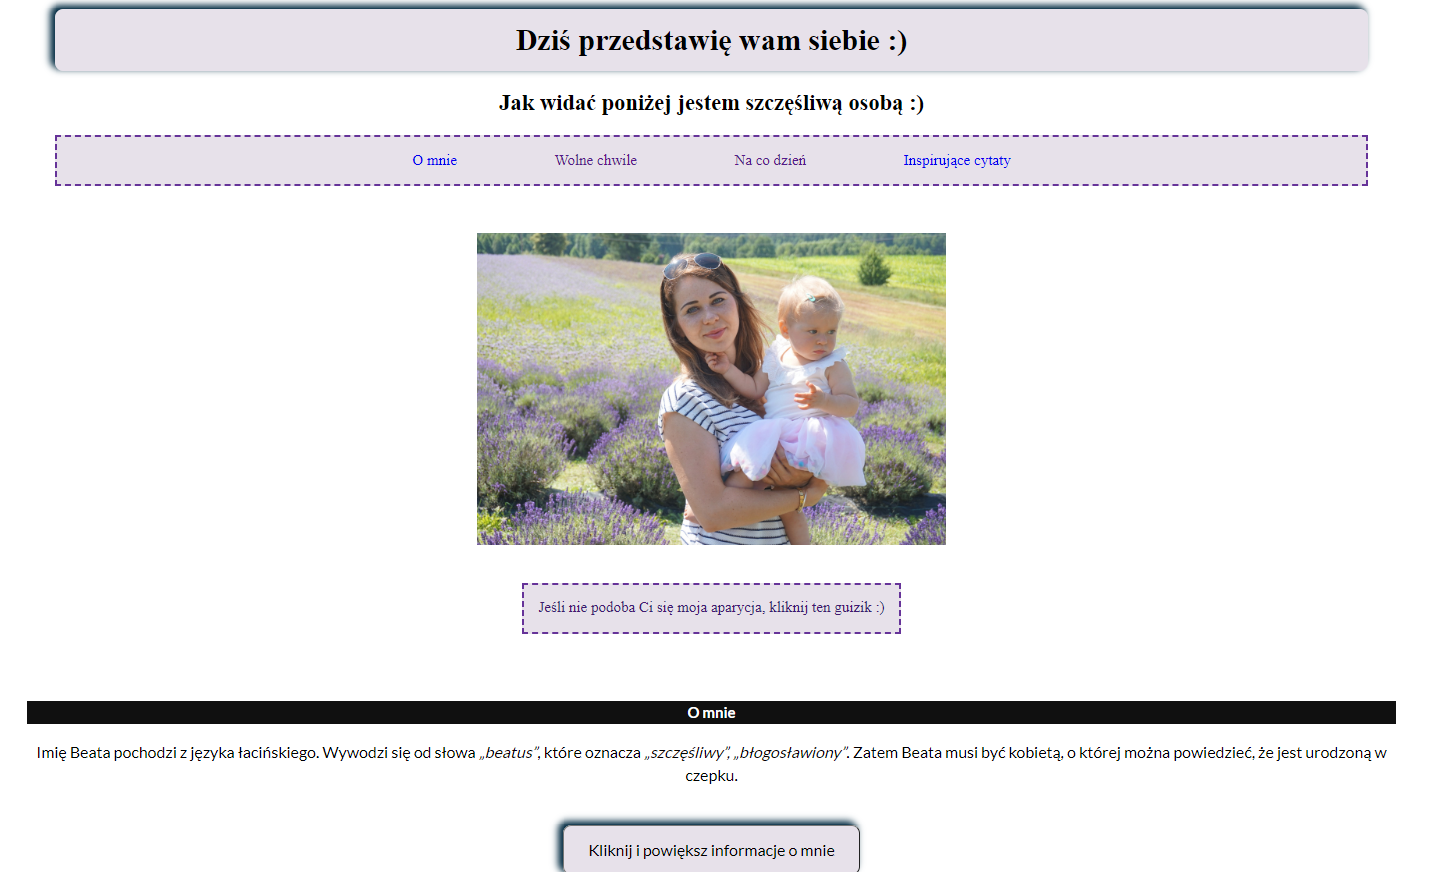 Dziś przedstawię wam siebie :)
Jak widać poniżej jestem szczęśliwą osobą :)
O mnie Wolne chwile Na co dzień Inspirujące cytaty
Jeśli nie podoba Ci się moja aparycja, kliknij ten guizik :)
O mnie
Imię Beata pochodzi z języka łacińskiego. Wywodzi się od słowa „beatus”, które oznacza „szczęśliwy”, „błogosławiony”. Zatem Beata musi być kobietą, o której można powiedzieć, że jest urodzoną w
czepku.
Kliknij i powiększ informacje o mnie